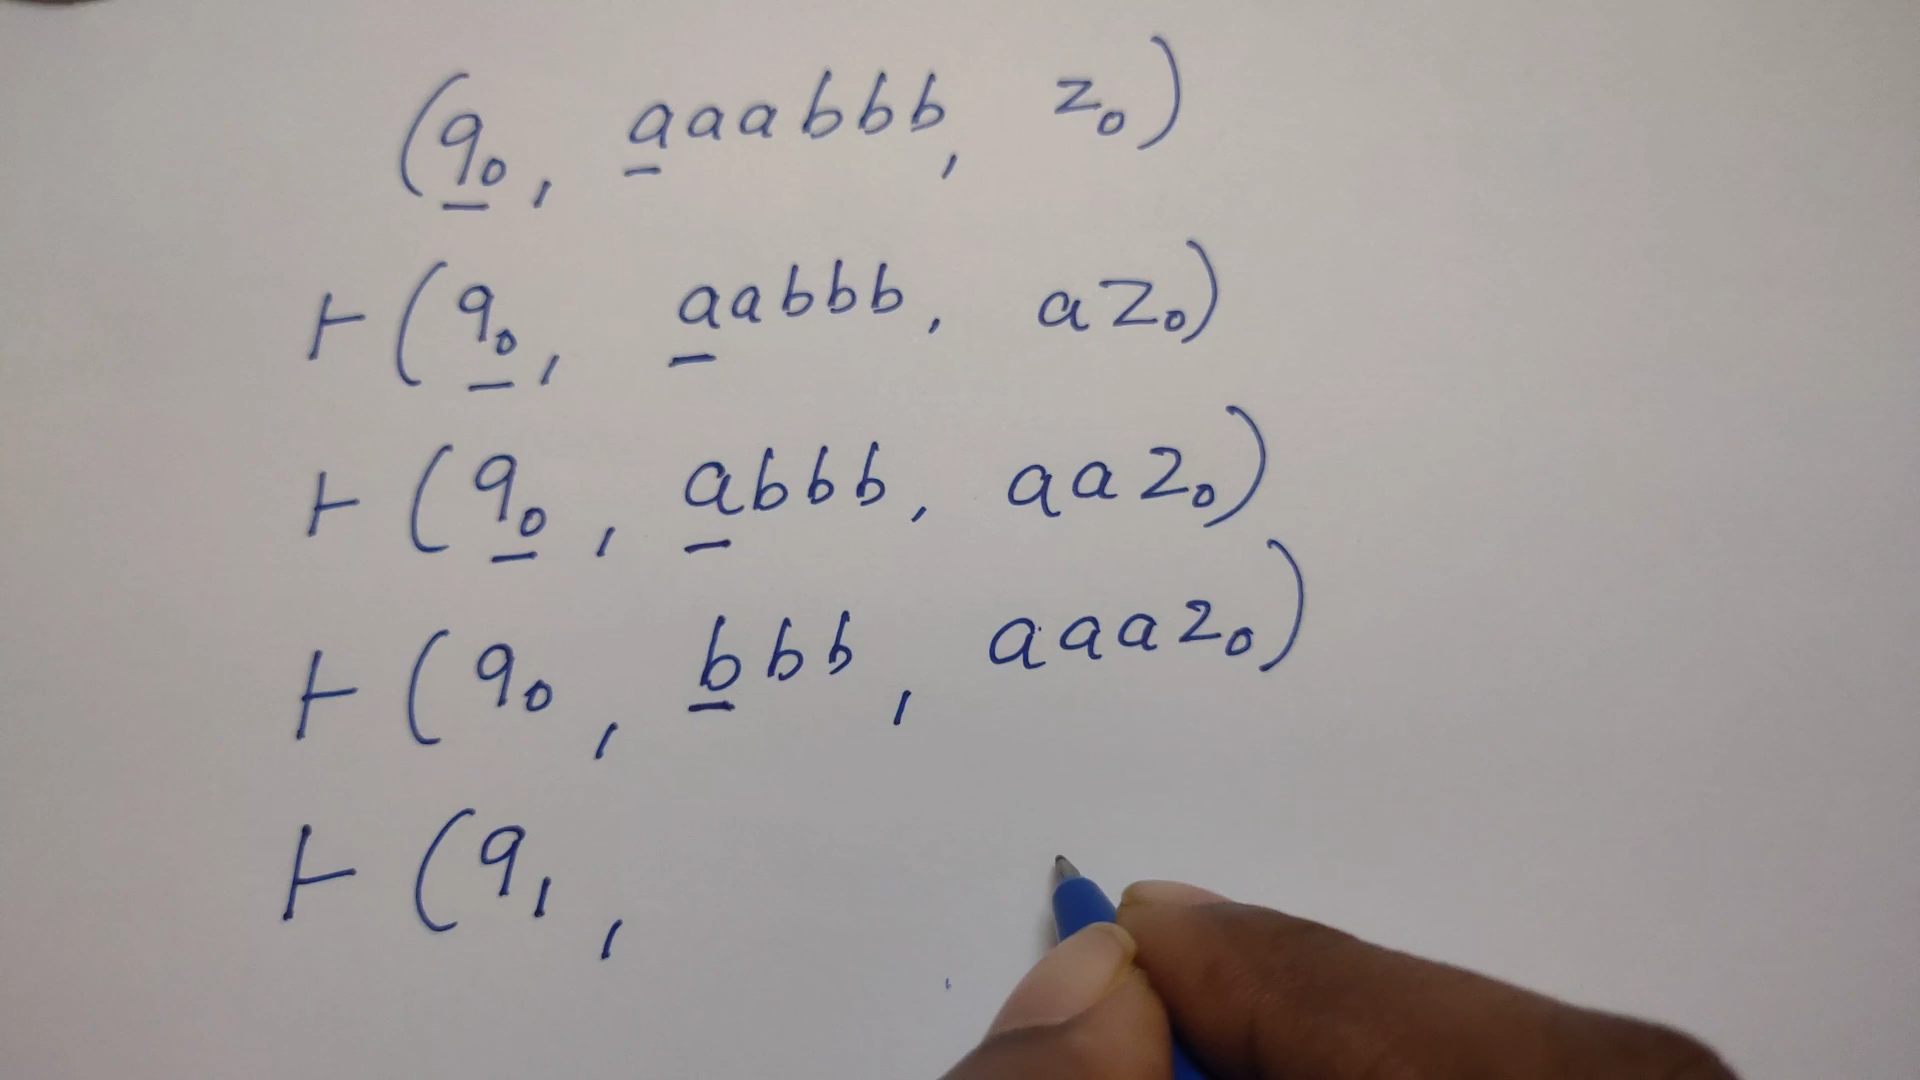 (q₀, aaabbb, z₀)
⊢ (q₀, aabbb, az₀)
⊢ (q₀, abbb, aaz₀)
⊢ (q₀, bbb, aaaz₀)
⊢ (q₁,